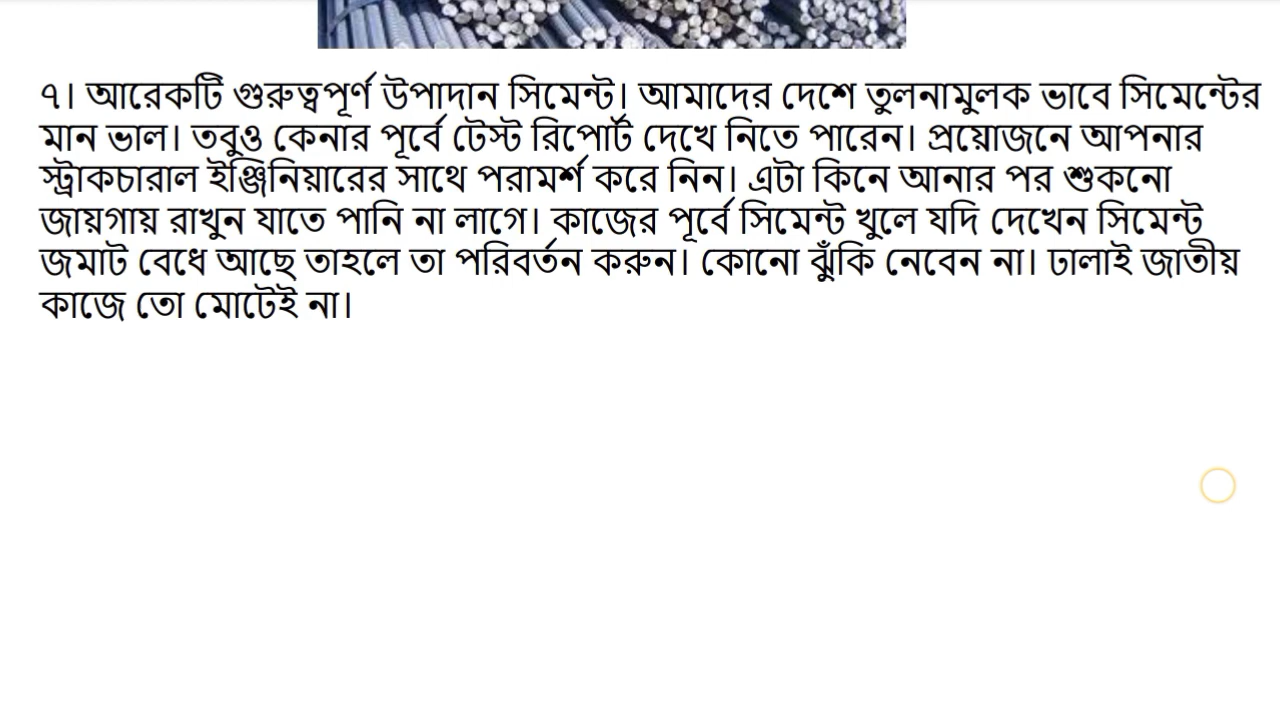 ৭। আরেকটি গুরুত্বপূর্ণ উপাদান সিমেন্ট। আমাদের দেশে তুলনামুলক ভাবে সিমেন্টের
মান ভাল। তবুও কেনার পূর্বে টেস্ট রিপোর্ট দেখে নিতে পারেন। প্রয়োজনে আপনার
স্ট্রাকচারাল ইঞ্জিনিয়ারের সাথে পরামর্শ করে নিন। এটা কিনে আনার পর শুকনো
জায়গায় রাখুন যাতে পানি না লাগে। কাজের পূর্বে সিমেন্ট খুলে যদি দেখেন সিমেন্ট
জমাট বেধে আছে তাহলে তা পরিবর্তন করুন। কোনো ঝুঁকি নেবেন না। ঢালাই জাতীয়
কাজে তো মোটেই না।